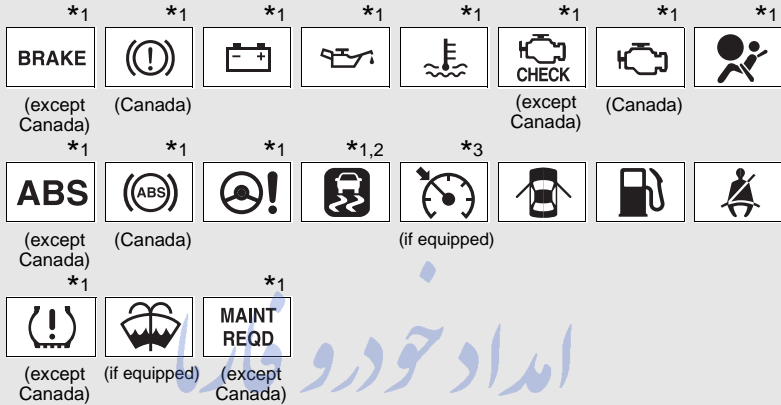 *1 *1 *1 *1 *1 *1 *1 *1
BRAKE CHECK
(except (Canada) (except (Canada)
Canada) Canada)
*1 *1 *1 *1,2 *3
ABS ABS
(except (Canada) (if equipped)
Canada)
*1 *1
MAINT
REQD
(except (if equipped) (except
Canada) Canada)
امداد خودرو فارما